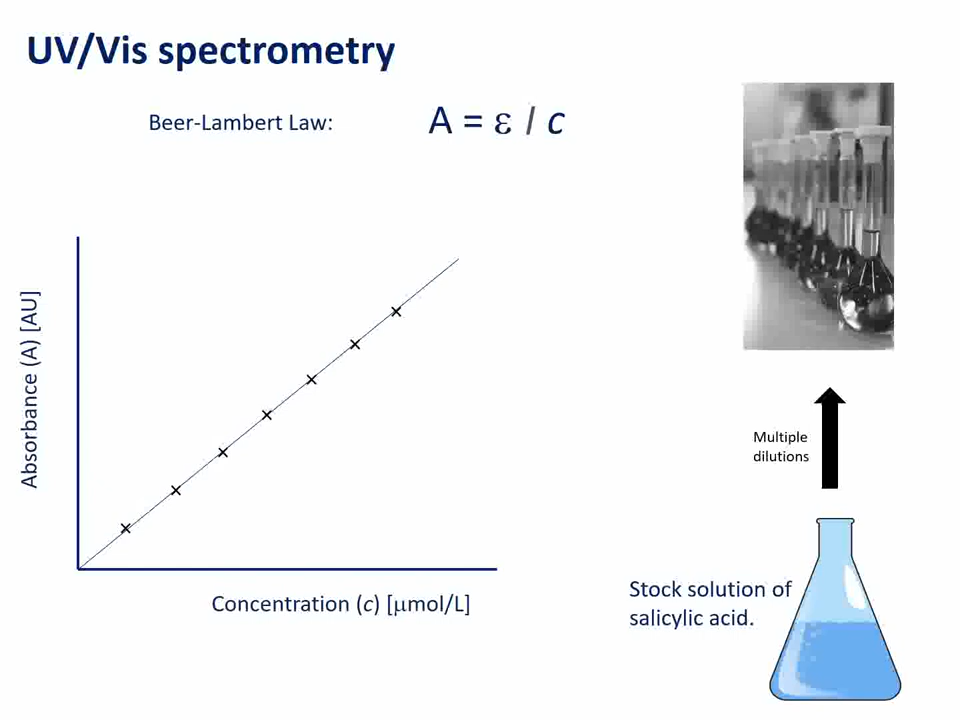 UV/Vis spectrometry
Beer-Lambert Law:
A = ε l c
Absorbance (A) [AU]
Concentration (c) [μmol/L]
Multiple
dilutions
Stock solution of
salicylic acid.